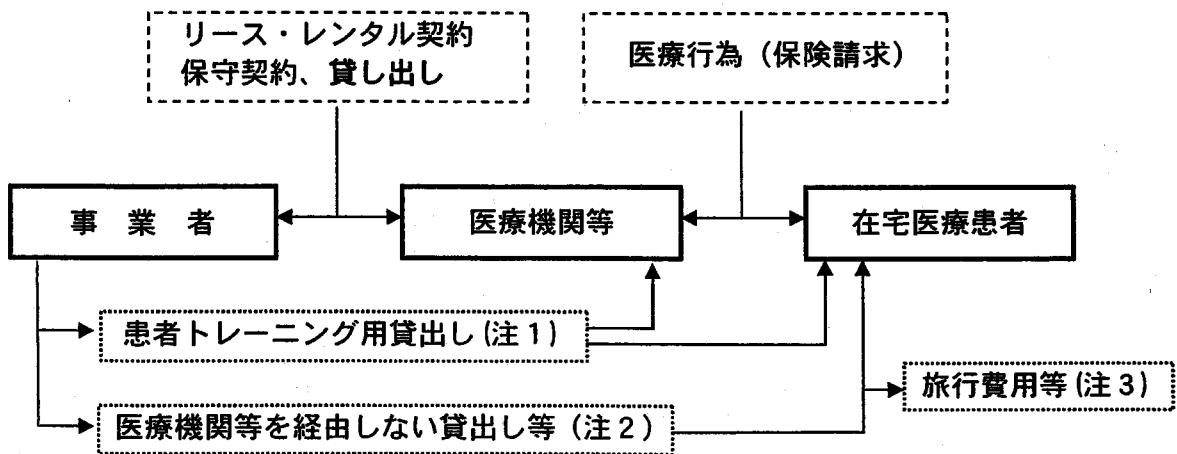 リース・レンタル契約
保守契約、貸し出し
医療行為（保険請求）
事業者
医療機関等
在宅医療患者
患者トレーニング用貸出し(注１)
旅行費用等(注３)
医療機関等を経由しない貸出し等（注２）